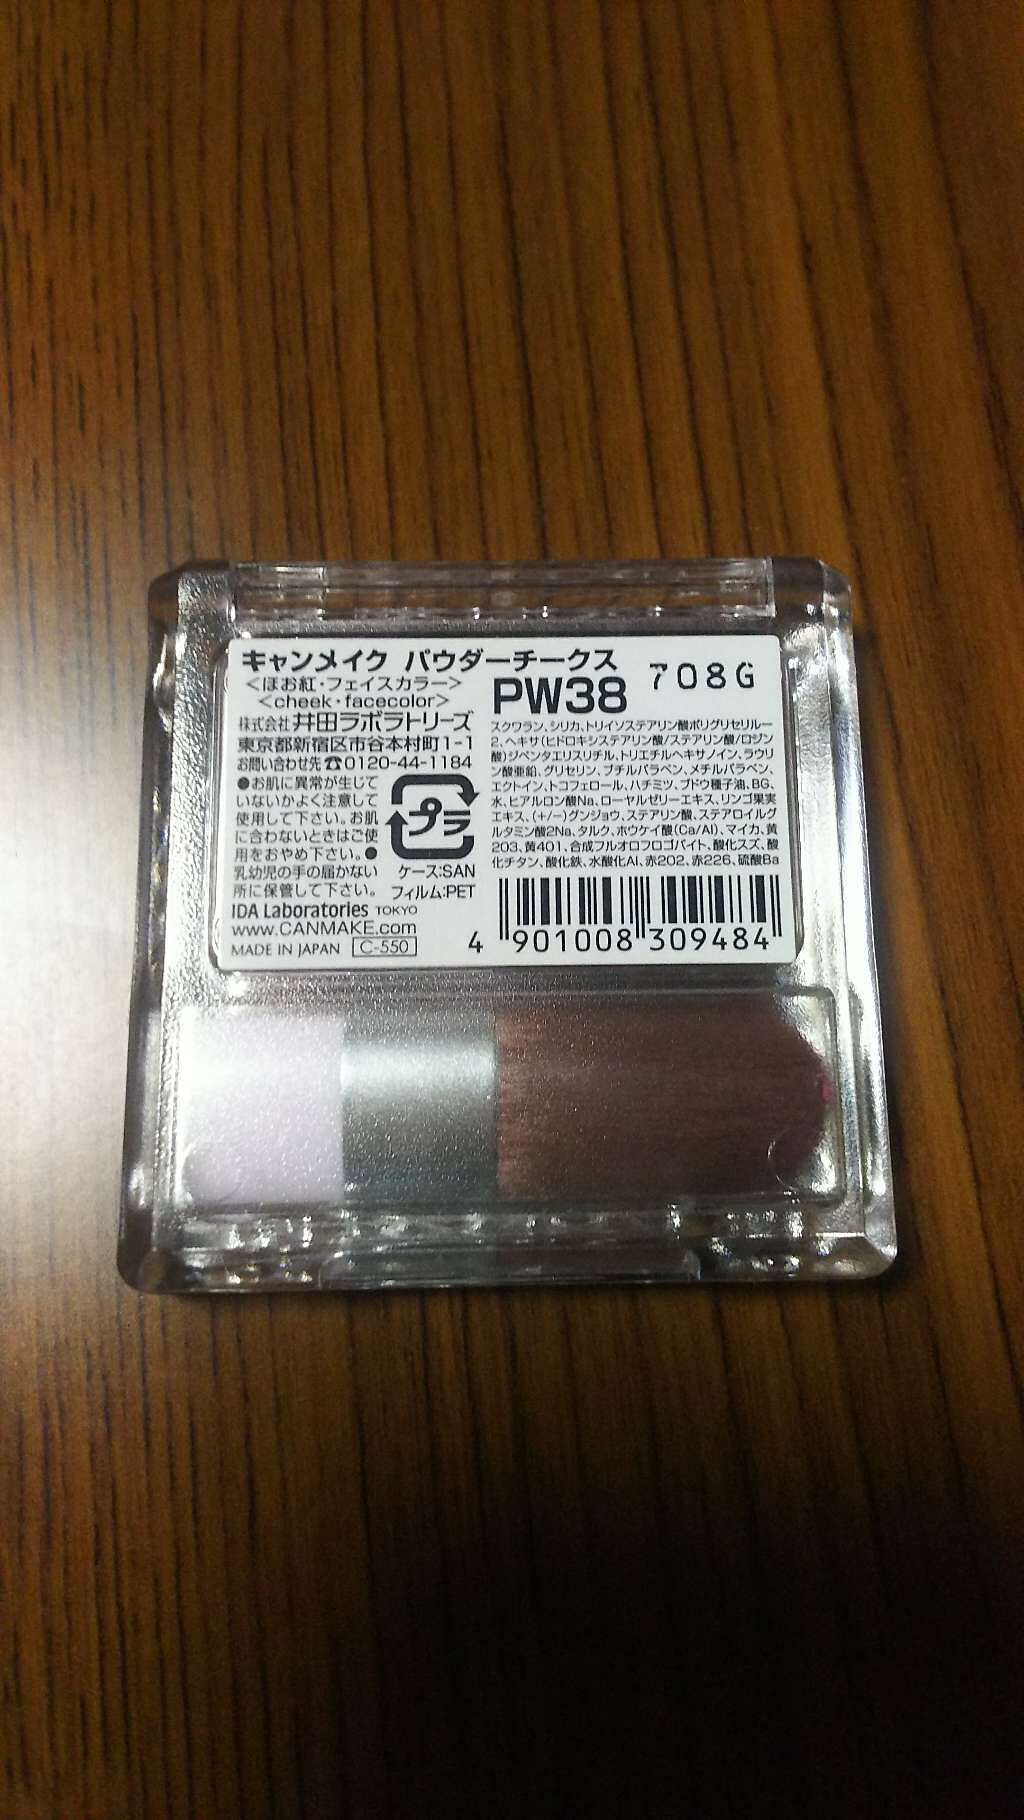 キャンメイク パウダーチークス
<ほお紅・フェイスカラー>
<cheek・facecolor>
株式会社 井田ラボラトリーズ
東京都新宿区市谷本村町1-1
お問い合わせ先☎0120-44-1184
●お肌に異常が生じて
いないかよく注意して
使用して下さい。お肌
に合わないときはご使
用をおやめ下さい。●
乳幼児の手の届かない
所に保管して下さい。
プラ
ケース:SAN
フィルム:PET
IDA Laboratories TOKYO
www.CANMAKE.com
MADE IN JAPAN C-550
PW38
708G
スクワラン、シリカ、トリイソステアリン酸ポリグリセリル-
2、ヘキサ(ヒドロキシステアリン酸/ステアリン酸/ロジン
酸)ジペンタエリスリチル、トリエチルヘキサノイン、ラウリ
ン酸亜鉛、グリセリン、ブチルパラベン、メチルパラベン、
エクトイン、トコフェロール、ハチミツ、ブドウ種子油、BG、
水、ヒアルロン酸Na、ローヤルゼリーエキス、リンゴ果実
エキス、(+/-)グンジョウ、ステアリン酸、ステアロイルグ
ルタミン酸2Na、タルク、ホウケイ酸(Ca/Al)、マイカ、黄
203、黄401、合成フルオロフロゴパイト、酸化スズ、酸
化チタン、酸化鉄、水酸化Al、赤202、赤226、硫酸Ba
4 901008 309484